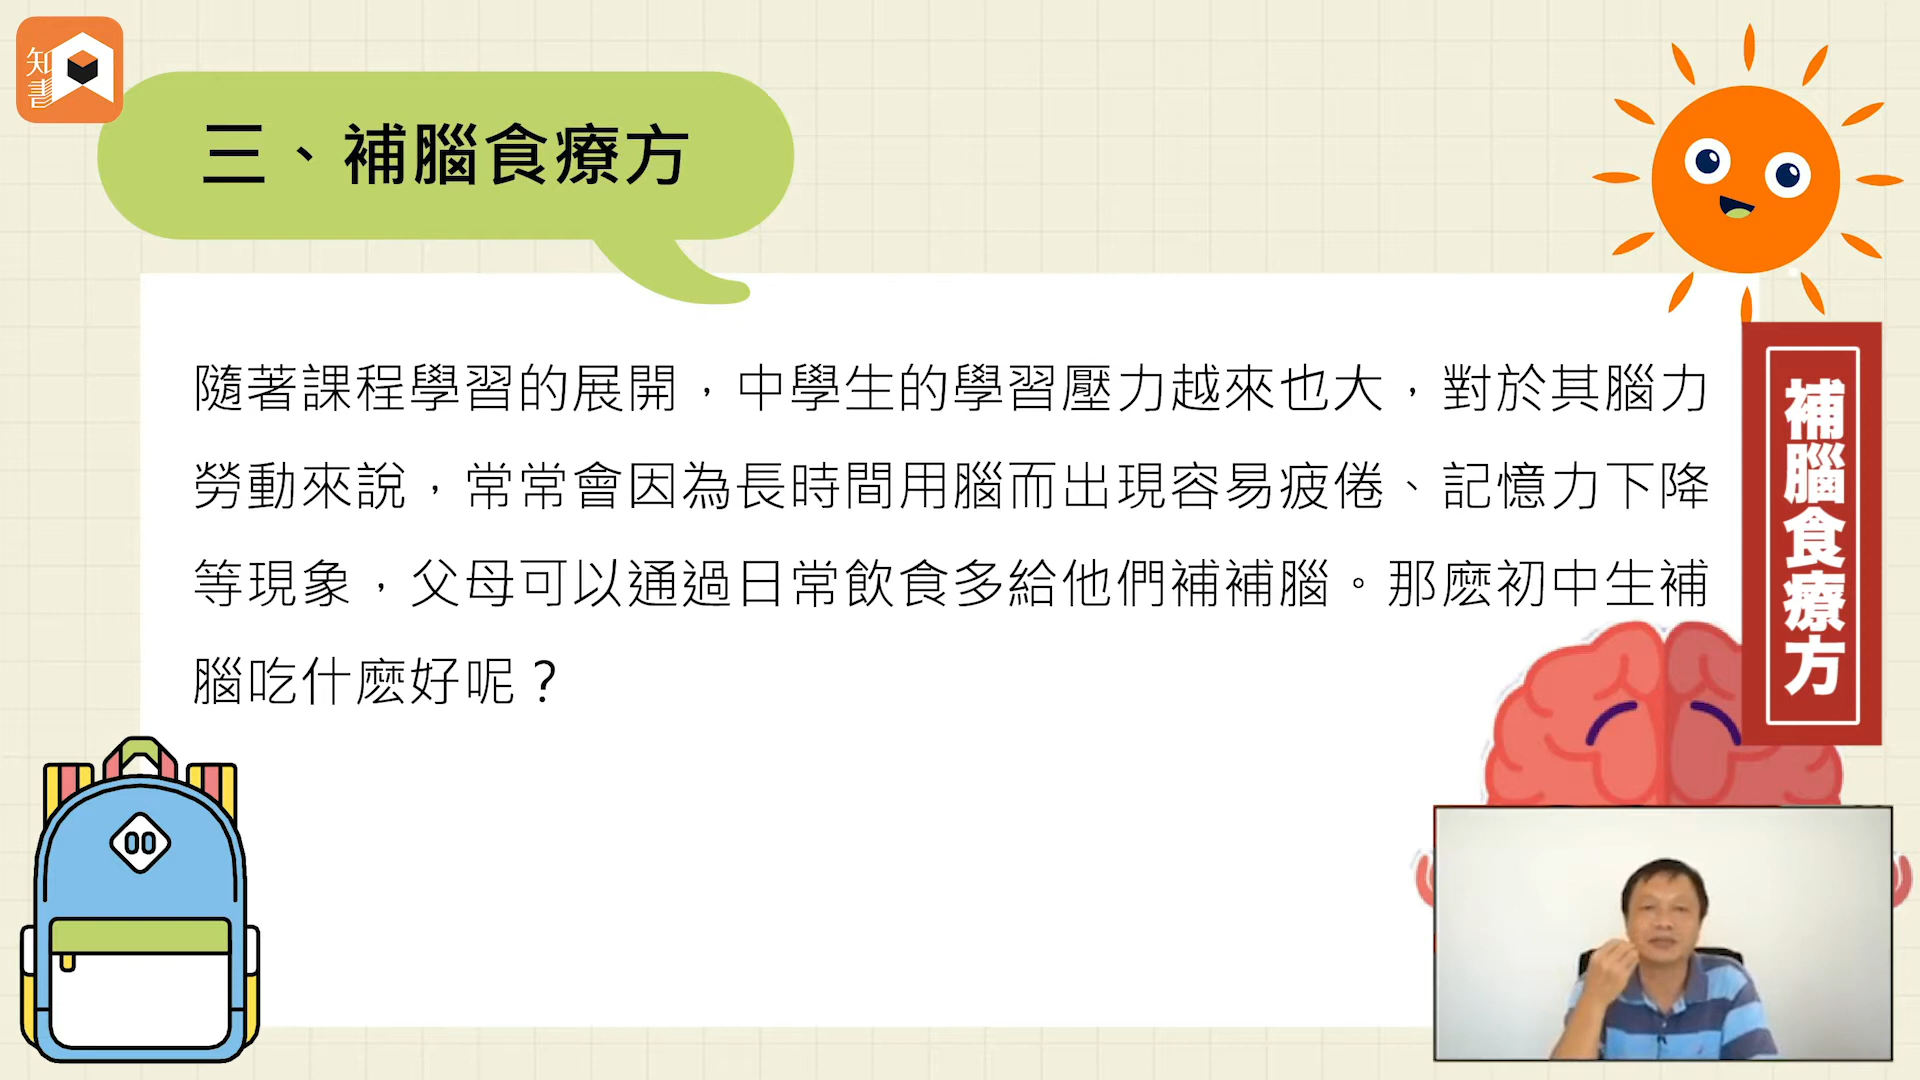 知書
三、補腦食療方
隨著課程學習的展開，中學生的學習壓力越來也大，對於其腦力
勞動來說，常常會因為長時間用腦而出現容易疲倦、記憶力下降
等現象，父母可以通過日常飲食多給他們補補腦。那麼初中生補
腦吃什麼好呢？
補腦食療方